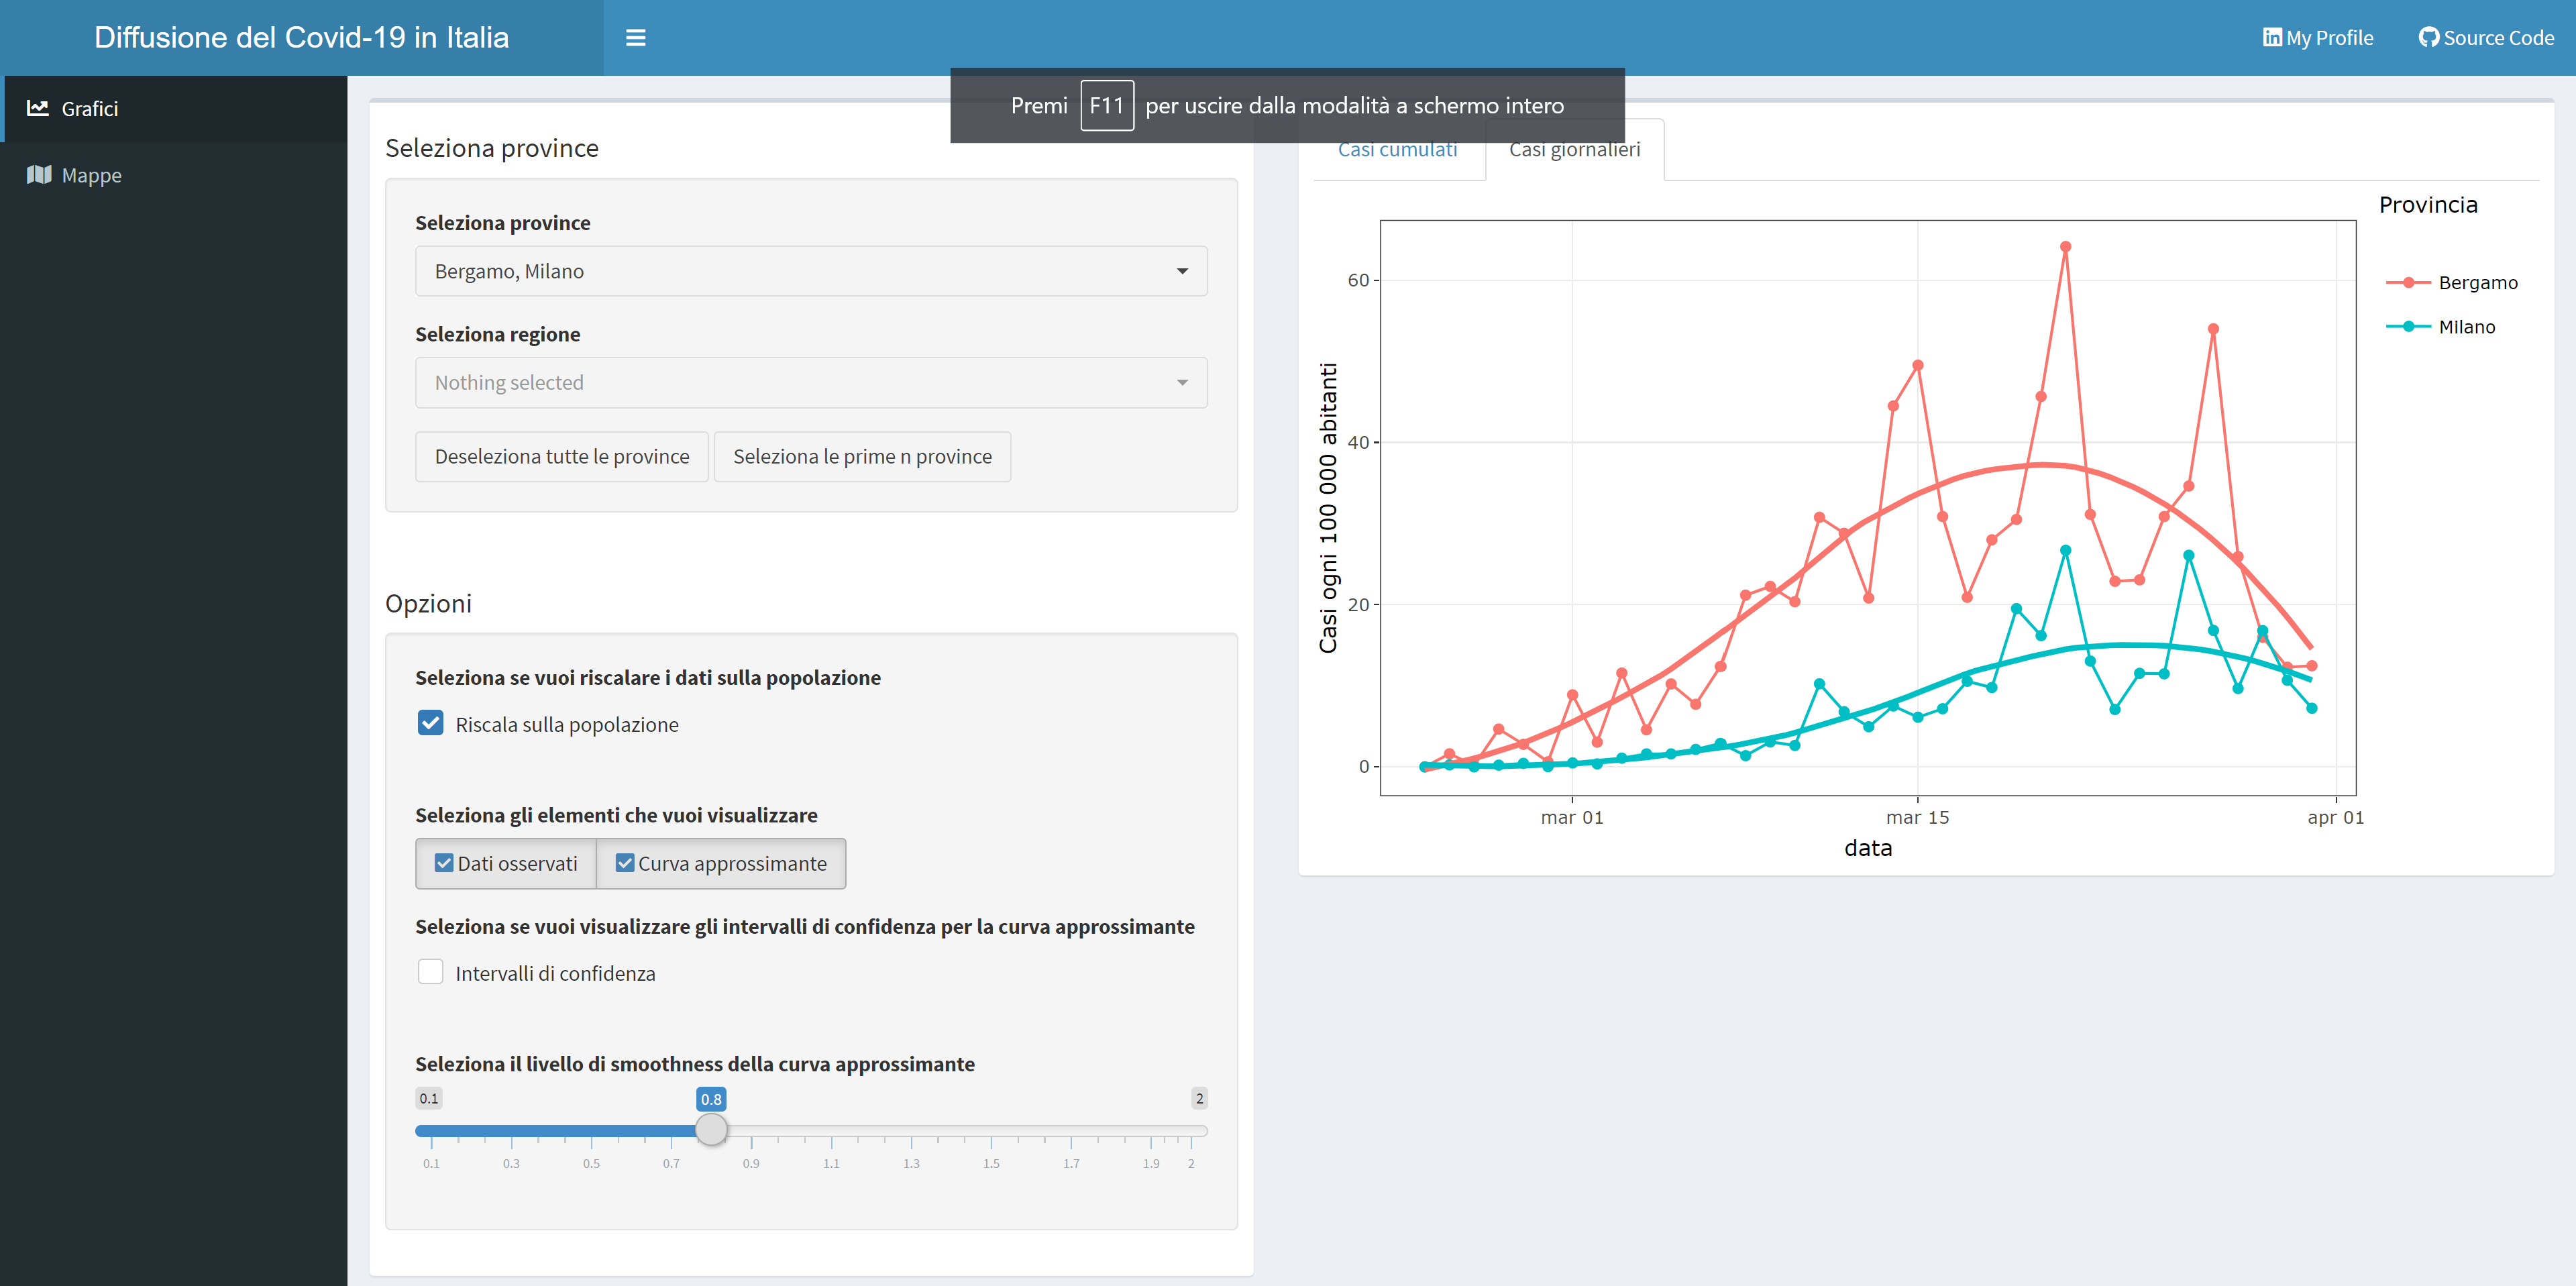 Diffusione del Covid-19 in Italia
My Profile
Source Code
Premi F11 per uscire dalla modalità a schermo intero
Grafici
Mappe
Seleziona province
Seleziona province
Bergamo, Milano
Seleziona regione
Nothing selected
Deseleziona tutte le province
Seleziona le prime n province
Opzioni
Seleziona se vuoi riscalare i dati sulla popolazione
Riscala sulla popolazione
Seleziona gli elementi che vuoi visualizzare
Dati osservati
Curva approssimante
Seleziona se vuoi visualizzare gli intervalli di confidenza per la curva approssimante
Intervalli di confidenza
Seleziona il livello di smoothness della curva approssimante
0.1 0.8 2
0.1 0.3 0.5 0.7 0.9 1.1 1.3 1.5 1.7 1.9 2
Casi cumulati
Casi giornalieri
Provincia
Bergamo
Milano
Casi ogni 100 000 abitanti
60
40
20
0
mar 01 mar 15 apr 01
data